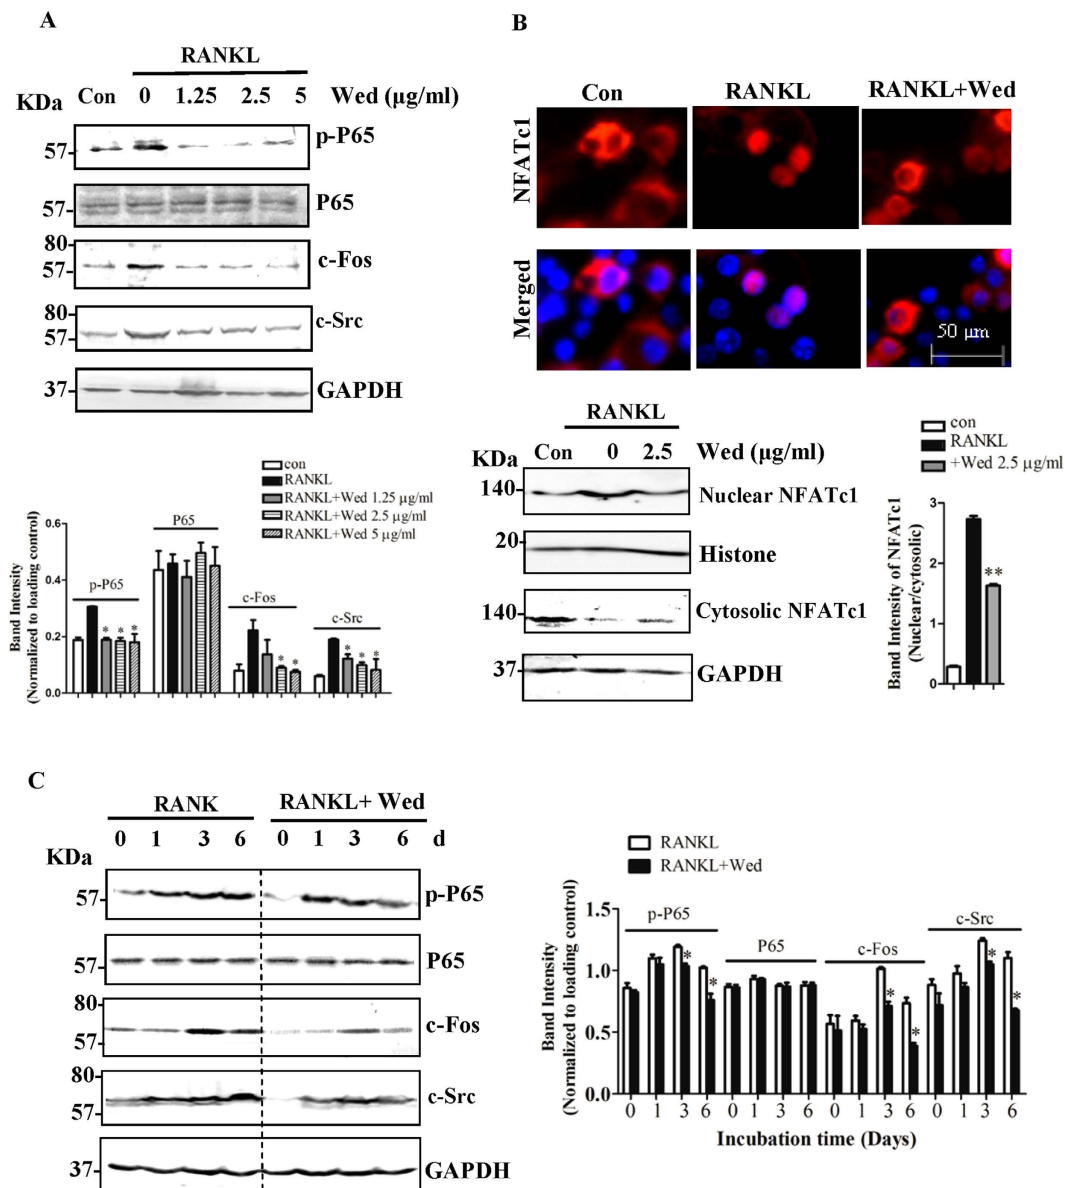 A
RANKL
KDa Con 0 1.25 2.5 5 Wed (µg/ml)
57 p-P65
57 P65
80
57 c-Fos
80
57 c-Src
37 GAPDH
con
RANKL
RANKL+Wed 1.25 µg/ml
RANKL+Wed 2.5 µg/ml
RANKL+Wed 5 µg/ml
Band Intensity
(Normalized to loading control)
0.6
0.4
0.2
0.0
p-P65
P65
c-Fos
c-Src
* * *
* *
* * *
B
Con RANKL RANKL+Wed
NFATc1
Merged
50 µm
RANKL
KDa Con 0 2.5 Wed (µg/ml)
140 Nuclear NFATc1
20 Histone
140 Cytosolic NFATc1
37 GAPDH
con
RANKL
+Wed 2.5 µg/ml
Band Intensity of NFATc1
(Nuclear/cytosolic)
3
2
1
0
**
C
RANK RANKL+ Wed
0 1 3 6 0 1 3 6 d
KDa
57 p-P65
57 P65
80
57 c-Fos
80
57 c-Src
37 GAPDH
RANKL
RANKL+Wed
Band Intensity
(Normalized to loading control)
1.5
1.0
0.5
0.0
p-P65
P65
c-Fos
c-Src
* *
* *
* *
0 1 3 6 0 1 3 6 0 1 3 6 0 1 3 6
Incubation time (Days)